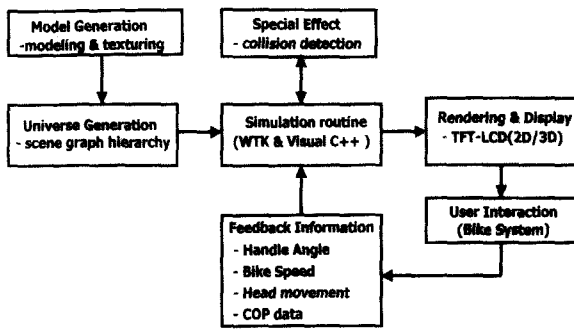 Model Generation
-modeling & texturing
Special Effect
- collision detection
Universe Generation
- scene graph hierarchy
Simulation routine
(WTK & Visual C++ )
Rendering & Display
- TFT-LCD(2D/3D)
User Interaction
(Bike System)
Feedback Information
- Handle Angle
- Bike Speed
- Head movement
- COP data